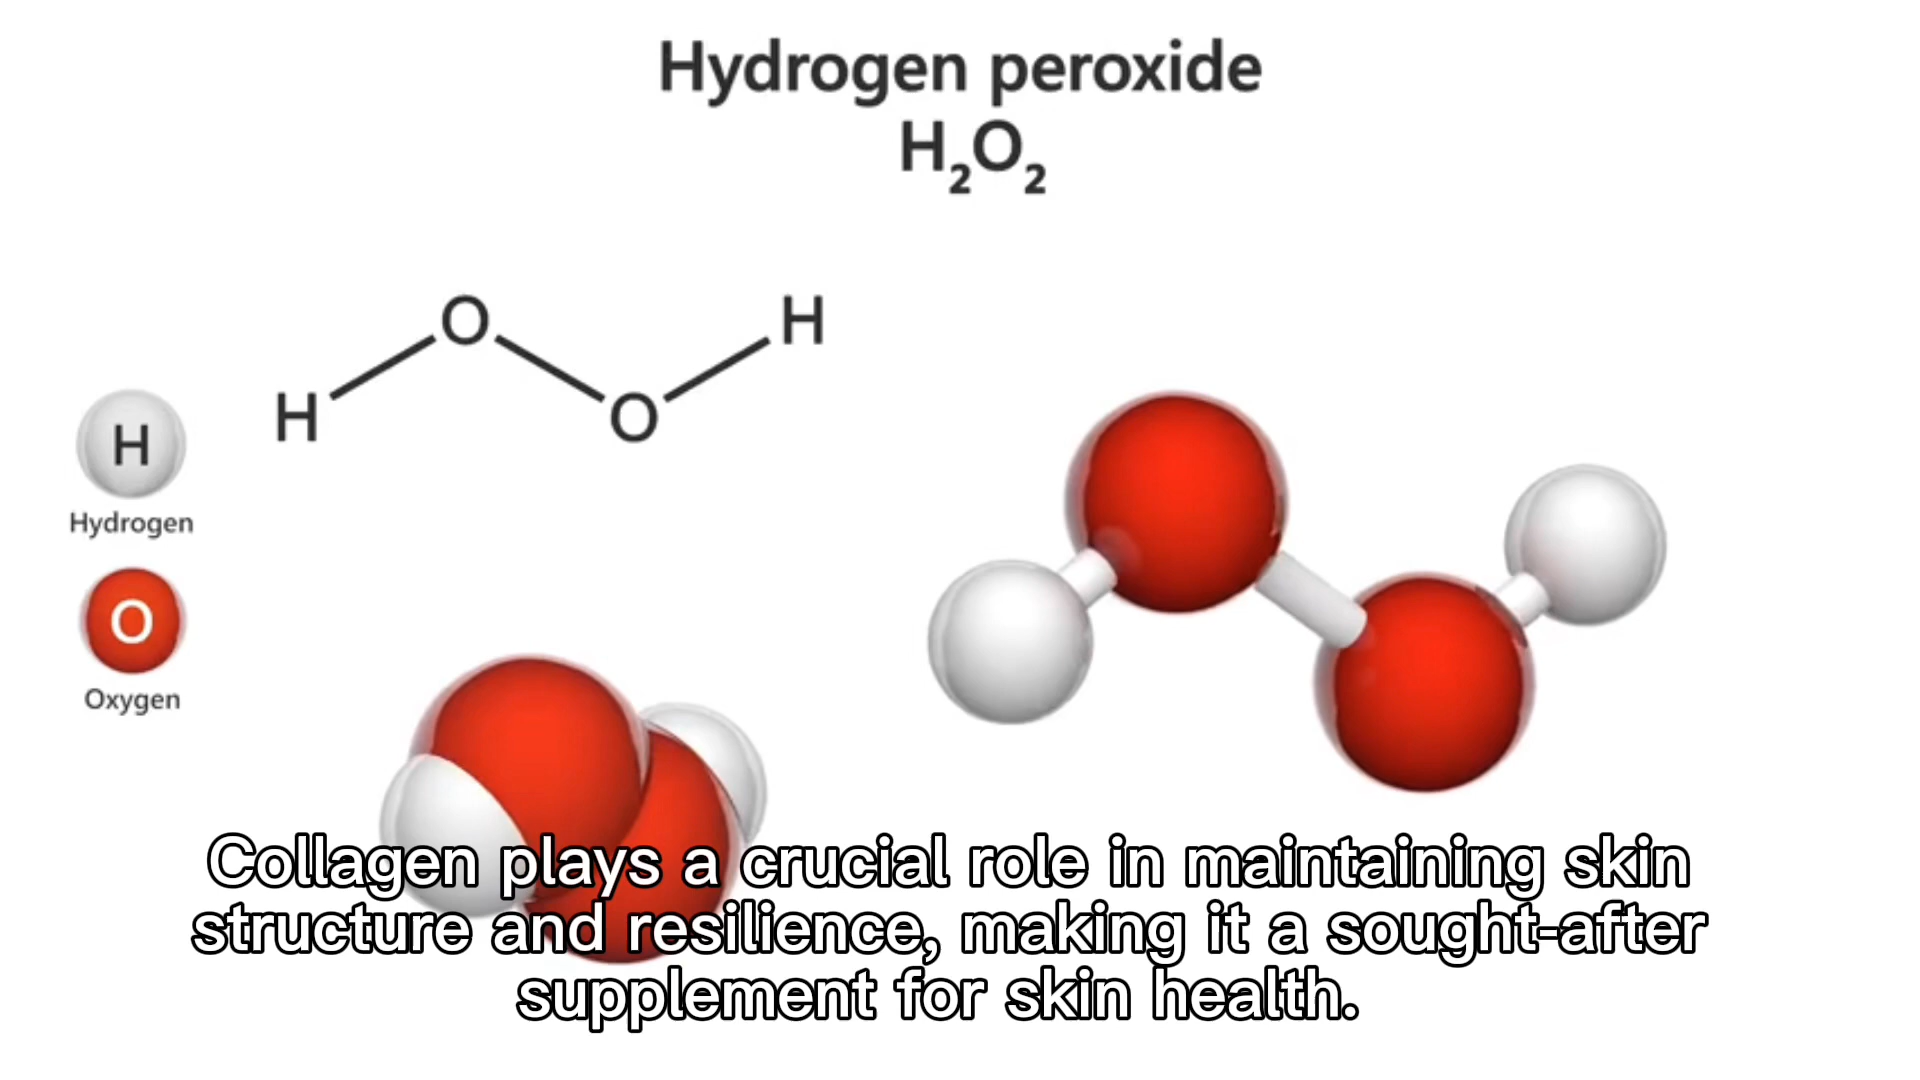 Hydrogen peroxide
H₂O₂
O
H
H
O
H
Hydrogen
O
Oxygen
Collagen plays a crucial role in maintaining skin
structure and resilience, making it a sought-after
supplement for skin health.